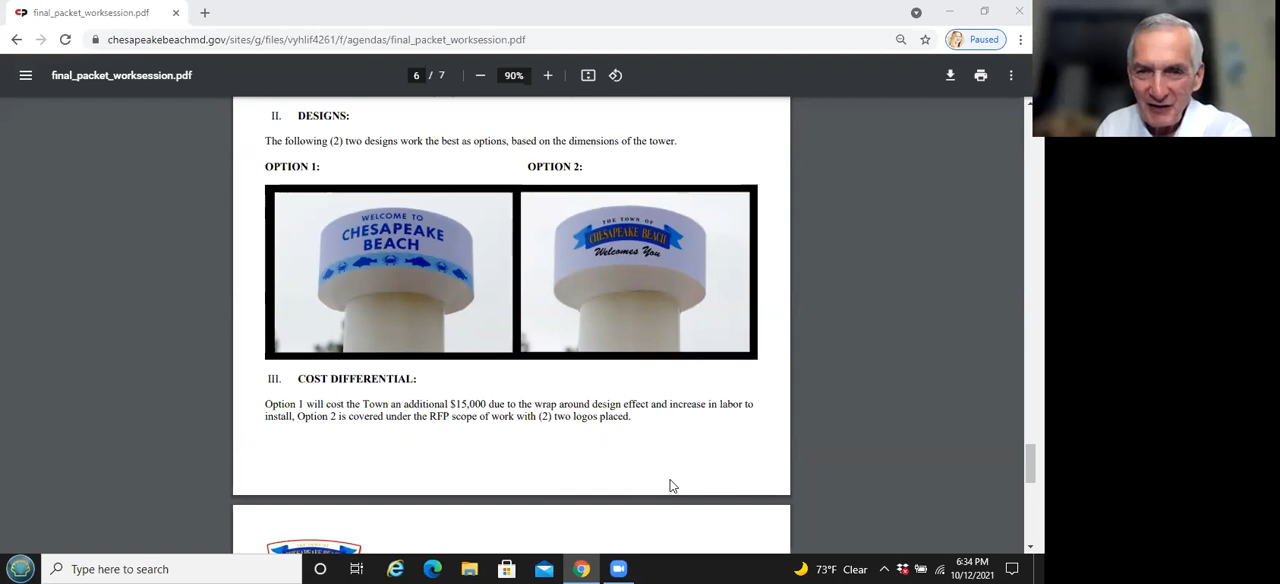 final_packet_worksession.pdf
chesapeakebeachmd.gov/sites/g/files/vyhlif4261/f/agendas/final_packet_worksession.pdf
Paused
final_packet_worksession.pdf
6 / 7
90%
II. DESIGNS:
The following (2) two designs work the best as options, based on the dimensions of the tower.
OPTION 1:
OPTION 2:
WELCOME TO
CHESAPEAKE
BEACH
THE TOWN OF
CHESAPEAKE BEACH
Welcomes You
III. COST DIFFERENTIAL:
Option 1 will cost the Town an additional $15,000 due to the wrap around design effect and increase in labor to
install, Option 2 is covered under the RFP scope of work with (2) two logos placed.
Type here to search
73°F Clear
6:34 PM
10/12/2021